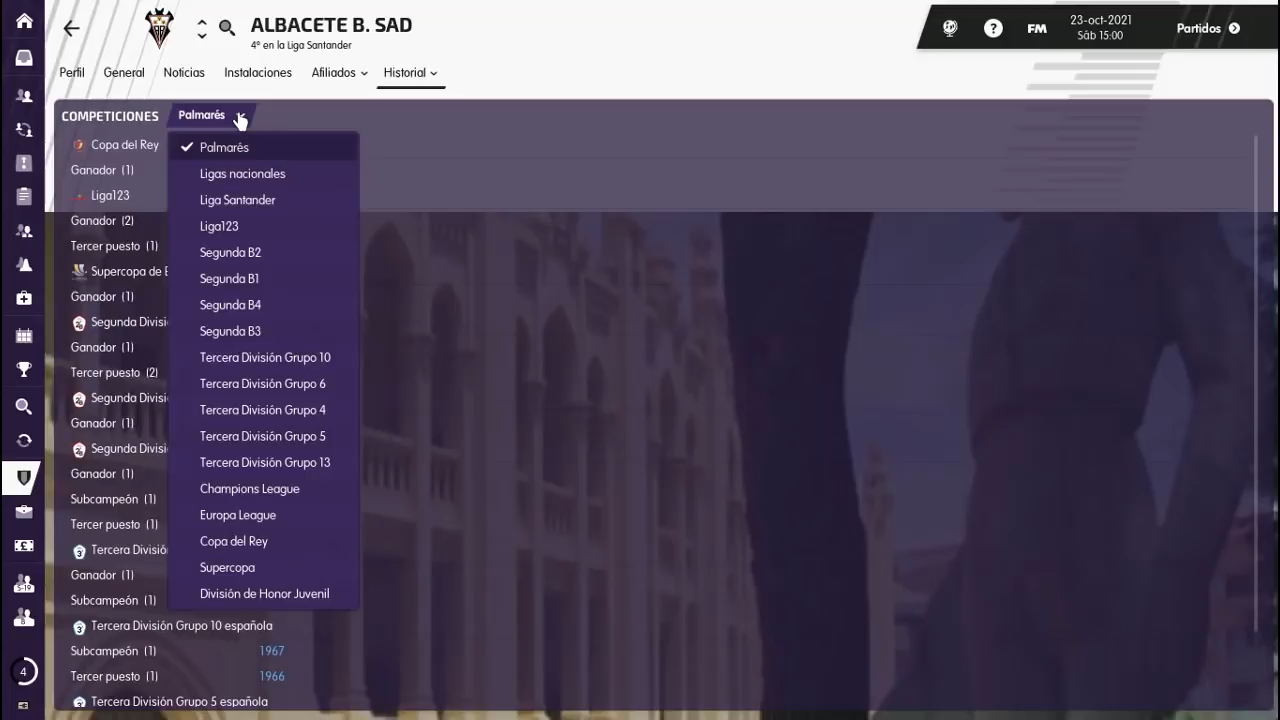 ALBACETE B. SAD
4º en la Liga Santander
FM
23-oct-2021
Sáb 15:00
Partidos
Perfil
General
Noticias
Instalaciones
Afiliados
Historial
COMPETICIONES
Palmarés
Copa del Rey
Ganador (1)
Liga123
Ganador (2)
Tercer puesto (1)
Supercopa de E
Ganador (1)
Segunda Divisi
Ganador (1)
Tercer puesto (2)
Segunda Divisi
Ganador (1)
Segunda Divisi
Ganador (1)
Subcampeón (1)
Tercer puesto (1)
Tercera Divisió
Ganador (1)
Subcampeón (1)
Tercera División Grupo 10 española
Subcampeón (1) 1967
Tercer puesto (1) 1966
Tercera División Grupo 5 española
Palmarés
Ligas nacionales
Liga Santander
Liga123
Segunda B2
Segunda B1
Segunda B4
Segunda B3
Tercera División Grupo 10
Tercera División Grupo 6
Tercera División Grupo 4
Tercera División Grupo 5
Tercera División Grupo 13
Champions League
Europa League
Copa del Rey
Supercopa
División de Honor Juvenil
S-19
B
4